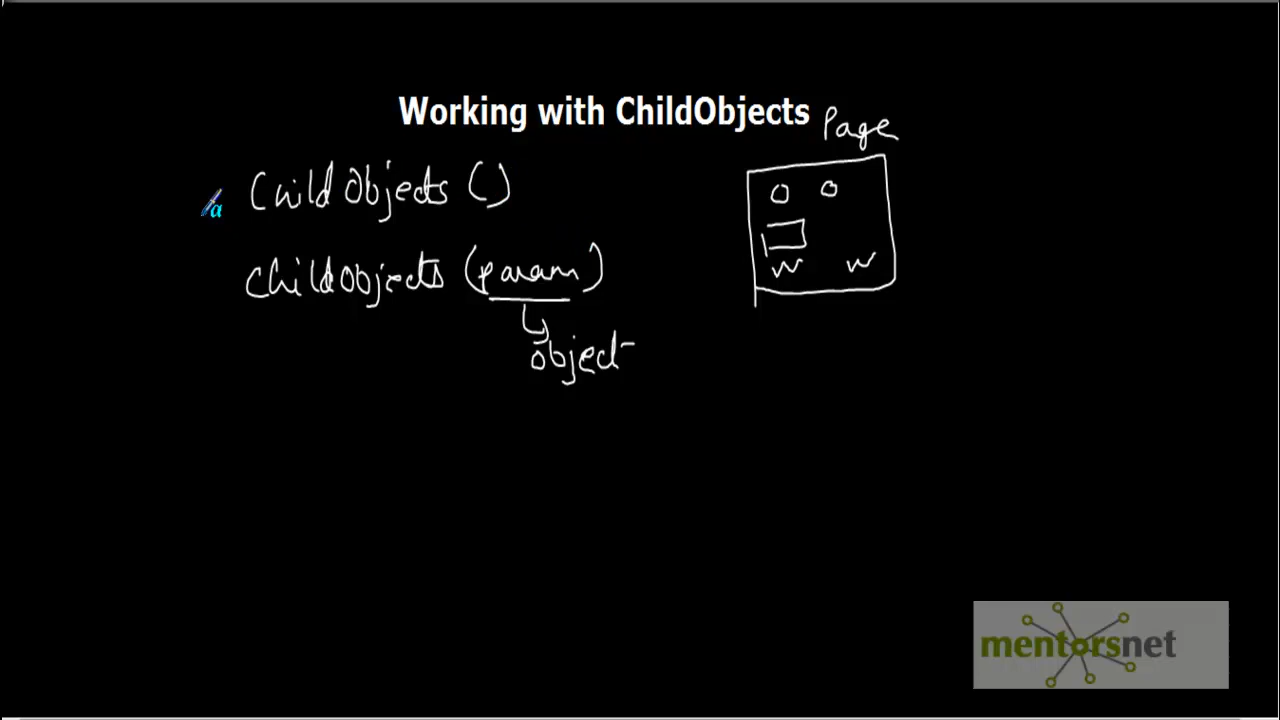 Working with ChildObjects
Page
ChildObjects ()
ChildObjects (param)
object
mentorsnet